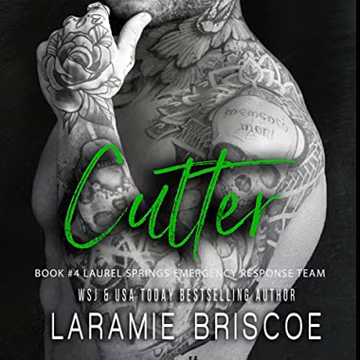 MEMENTO
MORI
Cutter
BOOK #4 LAUREL SPRINGS EMERGENCY RESPONSE TEAM
WSJ & USA TODAY BESTSELLING AUTHOR
LARAMIE BRISCOE